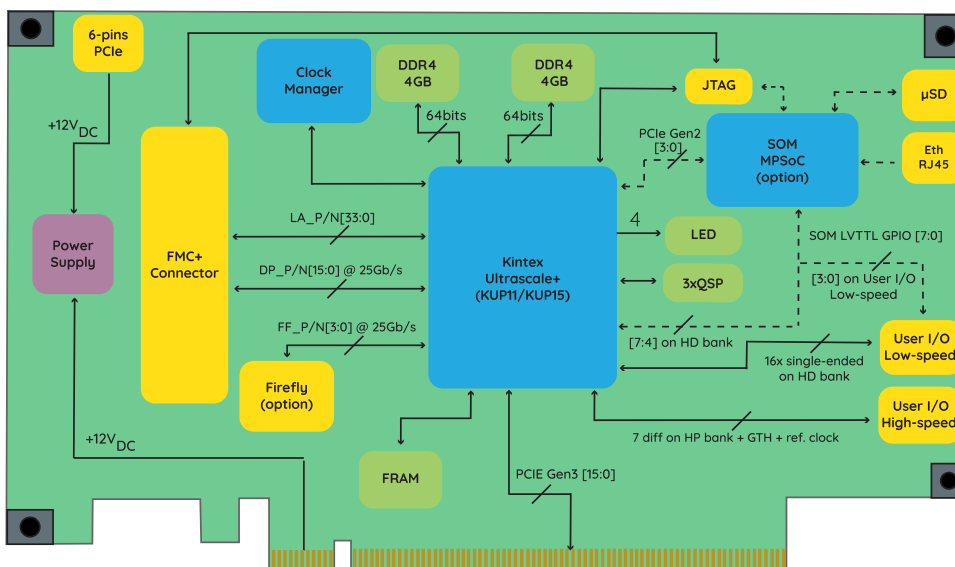 6-pins
PCIe
+12V DC
Clock
Manager
DDR4
4GB
DDR4
4GB
64bits
64bits
JTAG
µSD
PCIe Gen2
[3:0]
SOM
MPSoC
(option)
Eth
RJ45
Power
Supply
FMC+
Connector
LA_P/N[33:0]
DP_P/N[15:0] @ 25Gb/s
FF_P/N[3:0] @ 25Gb/s
Kintex
Ultrascale+
(KUP11/KUP15)
4
LED
3xQSP
SOM LVTTL GPIO [7:0]
[3:0] on User I/O
Low-speed
[7:4] on HD bank
User I/O
Low-speed
16x single-ended
on HD bank
Firefly
(option)
User I/O
High-speed
7 diff on HP bank + GTH + ref. clock
+12V DC
FRAM
PCIE Gen3 [15:0]